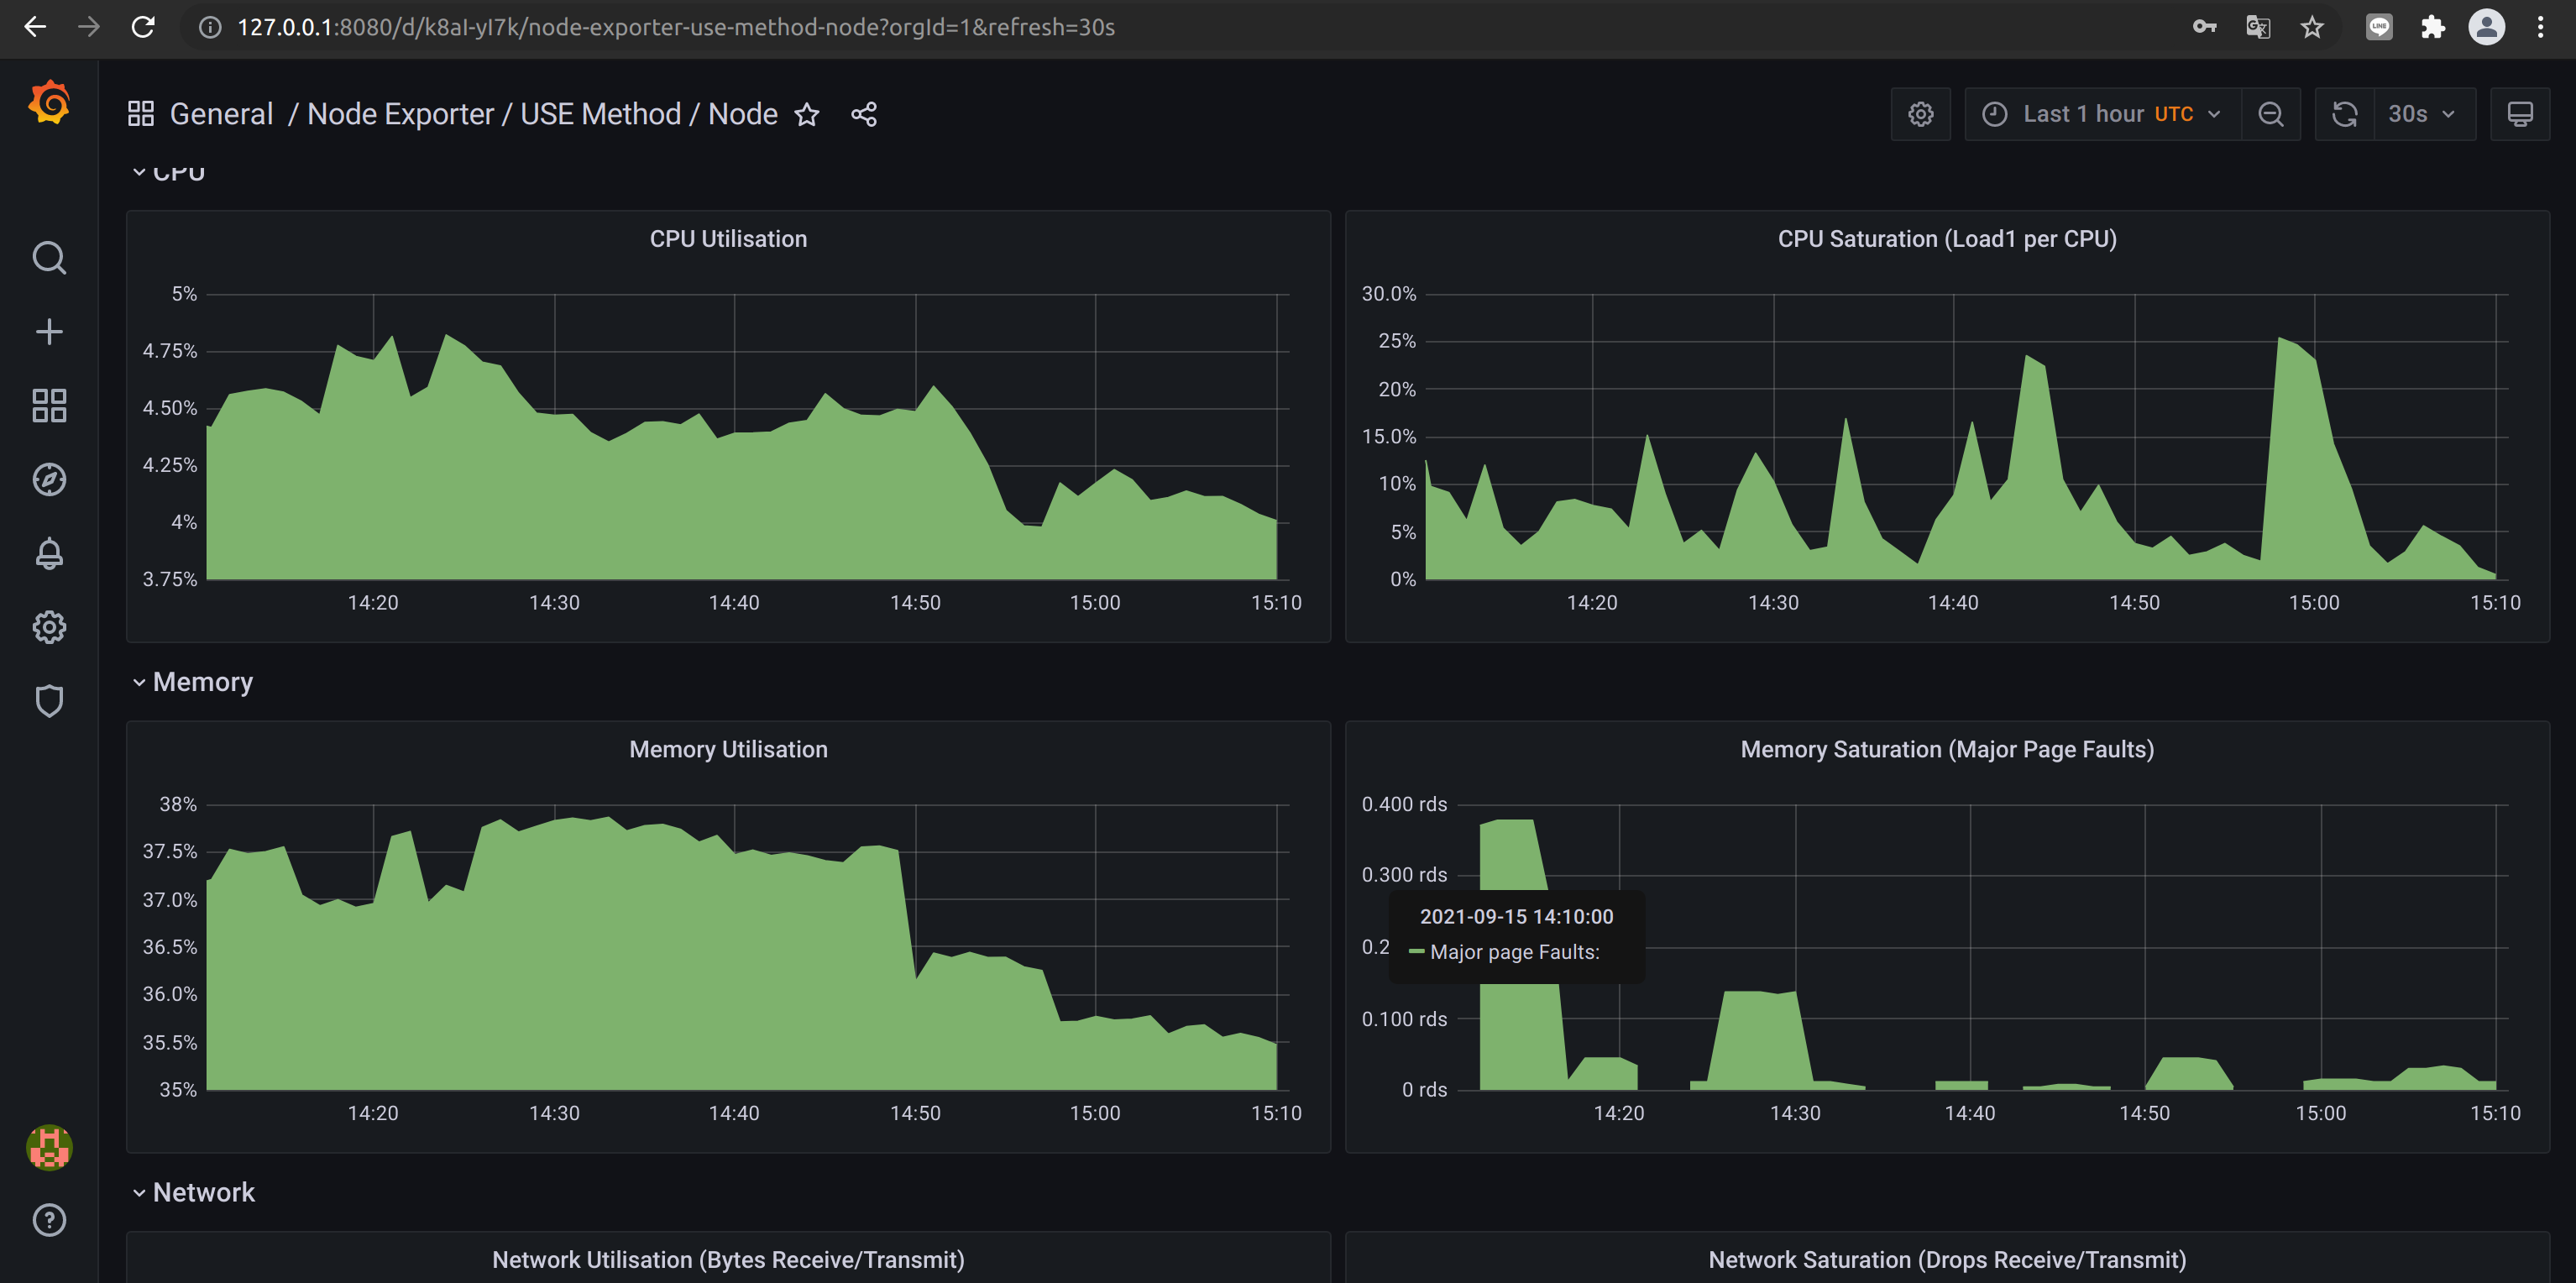 127.0.0.1:8080/d/k8aI-yI7k/node-exporter-use-method-node?orgId=1&refresh=30s
LINE
General / Node Exporter / USE Method / Node
Last 1 hour UTC
30s
CPU
CPU Utilisation
5%
4.75%
4.50%
4.25%
4%
3.75%
14:20 14:30 14:40 14:50 15:00 15:10
CPU Saturation (Load1 per CPU)
30.0%
25%
20%
15.0%
10%
5%
0%
14:20 14:30 14:40 14:50 15:00 15:10
Memory
Memory Utilisation
38%
37.5%
37.0%
36.5%
36.0%
35.5%
35%
14:20 14:30 14:40 14:50 15:00 15:10
Memory Saturation (Major Page Faults)
0.400 rds
0.300 rds
0.2
0.100 rds
0 rds
14:20 14:30 14:40 14:50 15:00 15:10
2021-09-15 14:10:00
Major page Faults:
Network
Network Utilisation (Bytes Receive/Transmit)
Network Saturation (Drops Receive/Transmit)